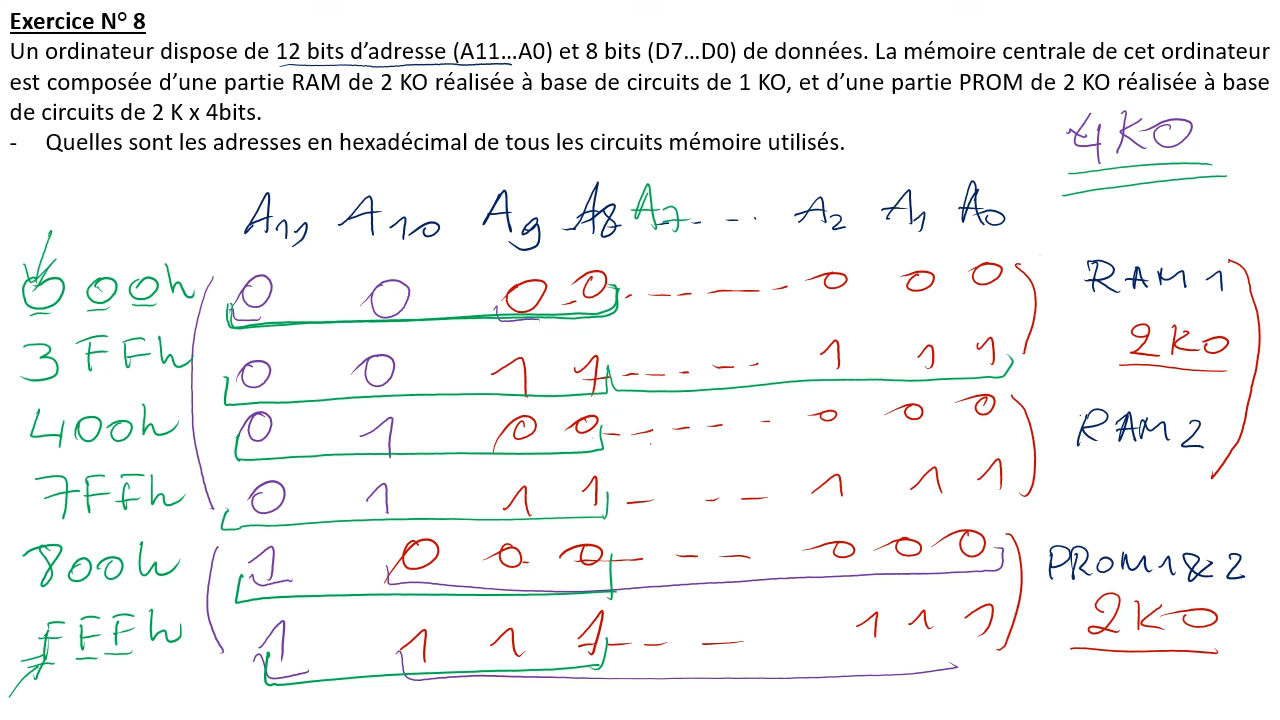 Exercice N° 8
Un ordinateur dispose de 12 bits d’adresse (A11…A0) et 8 bits (D7…D0) de données. La mémoire centrale de cet ordinateur
est composée d’une partie RAM de 2 KO réalisée à base de circuits de 1 KO, et d’une partie PROM de 2 KO réalisée à base
de circuits de 2 K x 4bits.
- Quelles sont les adresses en hexadécimal de tous les circuits mémoire utilisés.
4KO
A11 A10 A9 A8 A7 - - - . A2 A1 A0
000h 0 0 0 0 - - - - - 0 0 0 RAM 1
3FFh 0 0 1 1 - - - - - 1 1 1 2KO
400h 0 1 0 0 - - - - - 0 0 0 RAM 2
7FFh 0 1 1 1 - - - 1 1 1
800h 1 0 0 0 - - - 0 0 0 PROM 1 & 2
FFFh 1 1 1 1 - - - 1 1 1 2KO